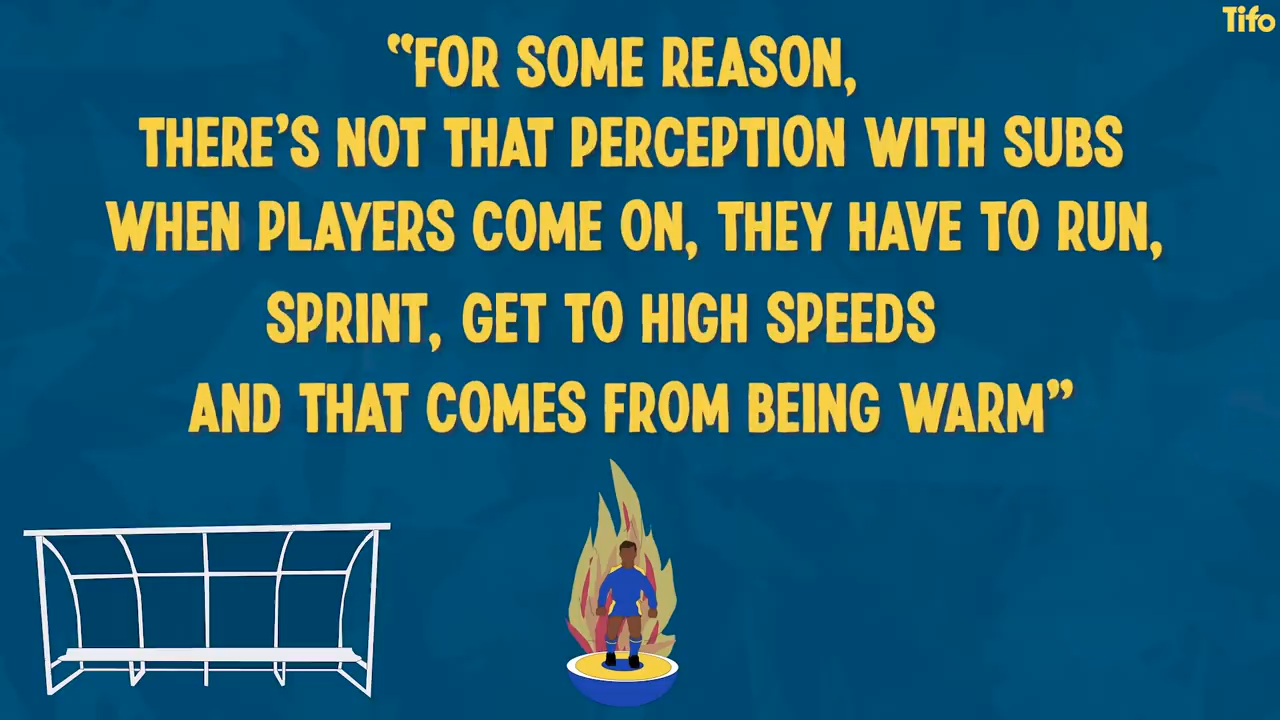 Tifo
“FOR SOME REASON,
THERE’S NOT THAT PERCEPTION WITH SUBS
WHEN PLAYERS COME ON, THEY HAVE TO RUN,
SPRINT, GET TO HIGH SPEEDS
AND THAT COMES FROM BEING WARM”